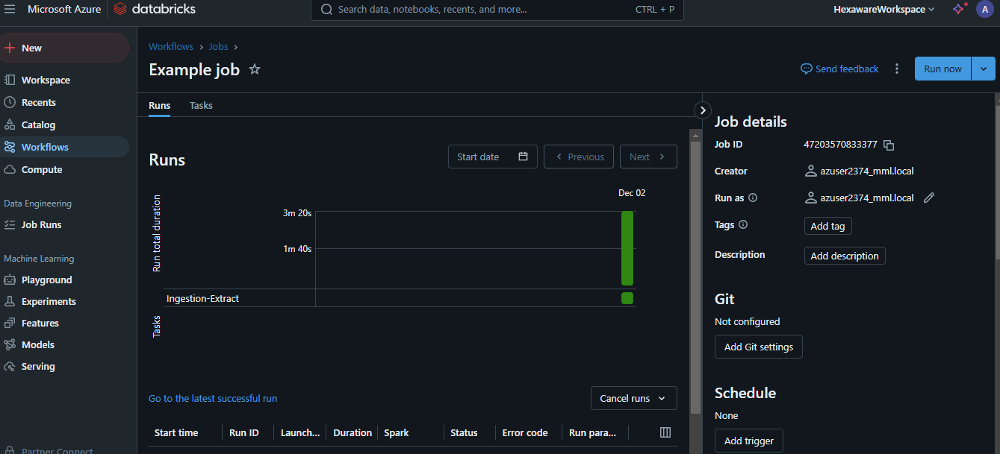 Microsoft Azure
databricks
Search data, notebooks, recents, and more...
CTRL + P
HexawareWorkspace
A
New
Workspace
Recents
Catalog
Workflows
Compute
Data Engineering
Job Runs
Machine Learning
Playground
Experiments
Features
Models
Serving
Partner Connect
Workflows › Jobs ›
Example job
Send feedback
Run now
Runs
Tasks
Runs
Start date
Previous
Next
Dec 02
Run total duration
3m 20s
1m 40s
Ingestion-Extract
Tasks
Go to the latest successful run
Cancel runs
Start time
Run ID
Launch...
Duration
Spark
Status
Error code
Run para...
Job details
Job ID
47203570833377
Creator
azuser2374_mml.local
Run as
azuser2374_mml.local
Tags
Add tag
Description
Add description
Git
Not configured
Add Git settings
Schedule
None
Add trigger